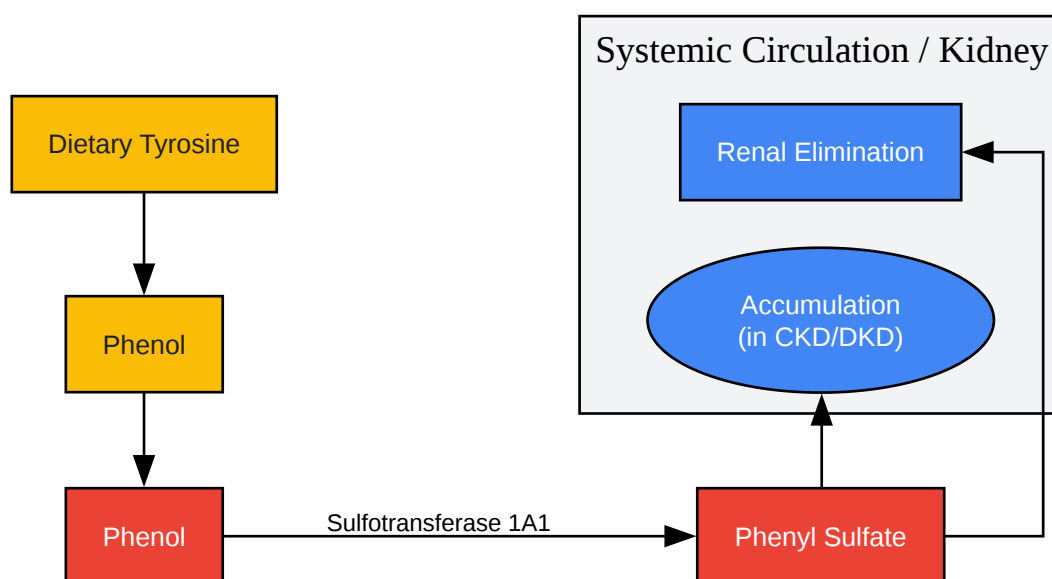 Systemic Circulation / Kidney
Dietary Tyrosine
Renal Elimination
Phenol
Accumulation
(in CKD/DKD)
Phenol
Sulfotransferase 1A1
Phenyl Sulfate